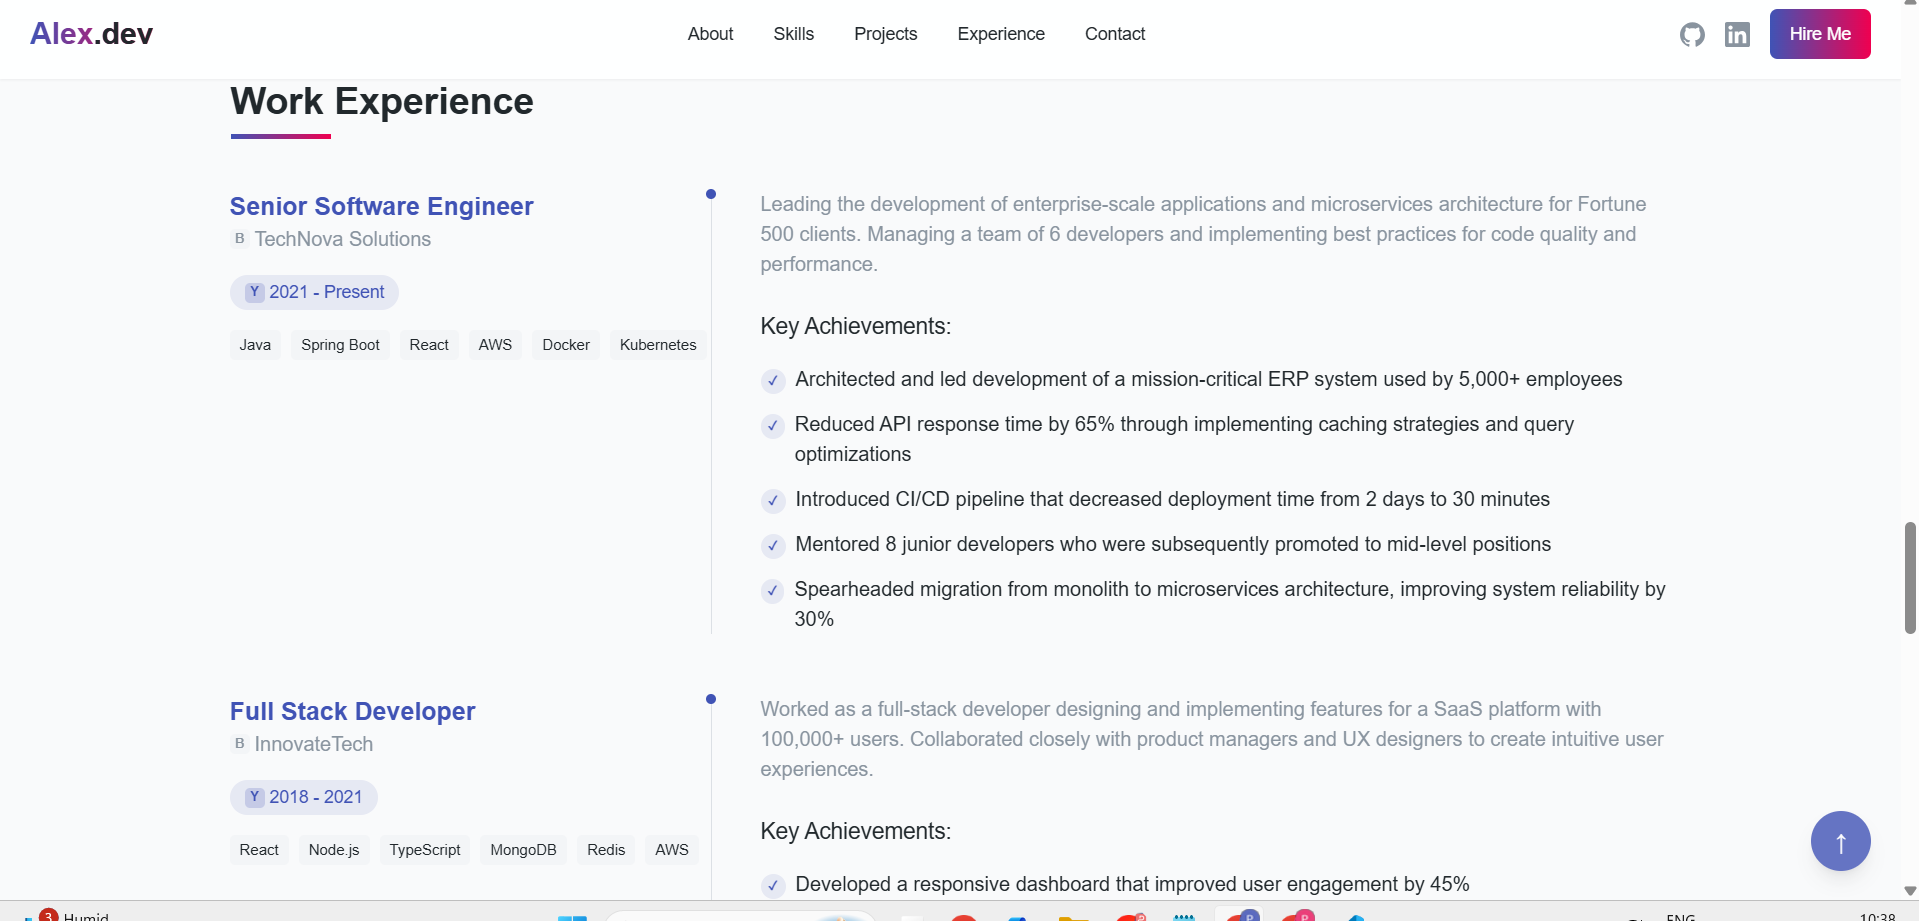 Alex.dev
About
Skills
Projects
Experience
Contact
in
Hire Me
Work Experience
Senior Software Engineer
B TechNova Solutions
Y 2021 - Present
Java
Spring Boot
React
AWS
Docker
Kubernetes
Leading the development of enterprise-scale applications and microservices architecture for Fortune
500 clients. Managing a team of 6 developers and implementing best practices for code quality and
performance.
Key Achievements:
✓ Architected and led development of a mission-critical ERP system used by 5,000+ employees
✓ Reduced API response time by 65% through implementing caching strategies and query
optimizations
✓ Introduced CI/CD pipeline that decreased deployment time from 2 days to 30 minutes
✓ Mentored 8 junior developers who were subsequently promoted to mid-level positions
✓ Spearheaded migration from monolith to microservices architecture, improving system reliability by
30%
Full Stack Developer
B InnovateTech
Y 2018 - 2021
React
Node.js
TypeScript
MongoDB
Redis
AWS
Worked as a full-stack developer designing and implementing features for a SaaS platform with
100,000+ users. Collaborated closely with product managers and UX designers to create intuitive user
experiences.
Key Achievements:
✓ Developed a responsive dashboard that improved user engagement by 45%
↑
3
Humid
P
P
ENG
10:38